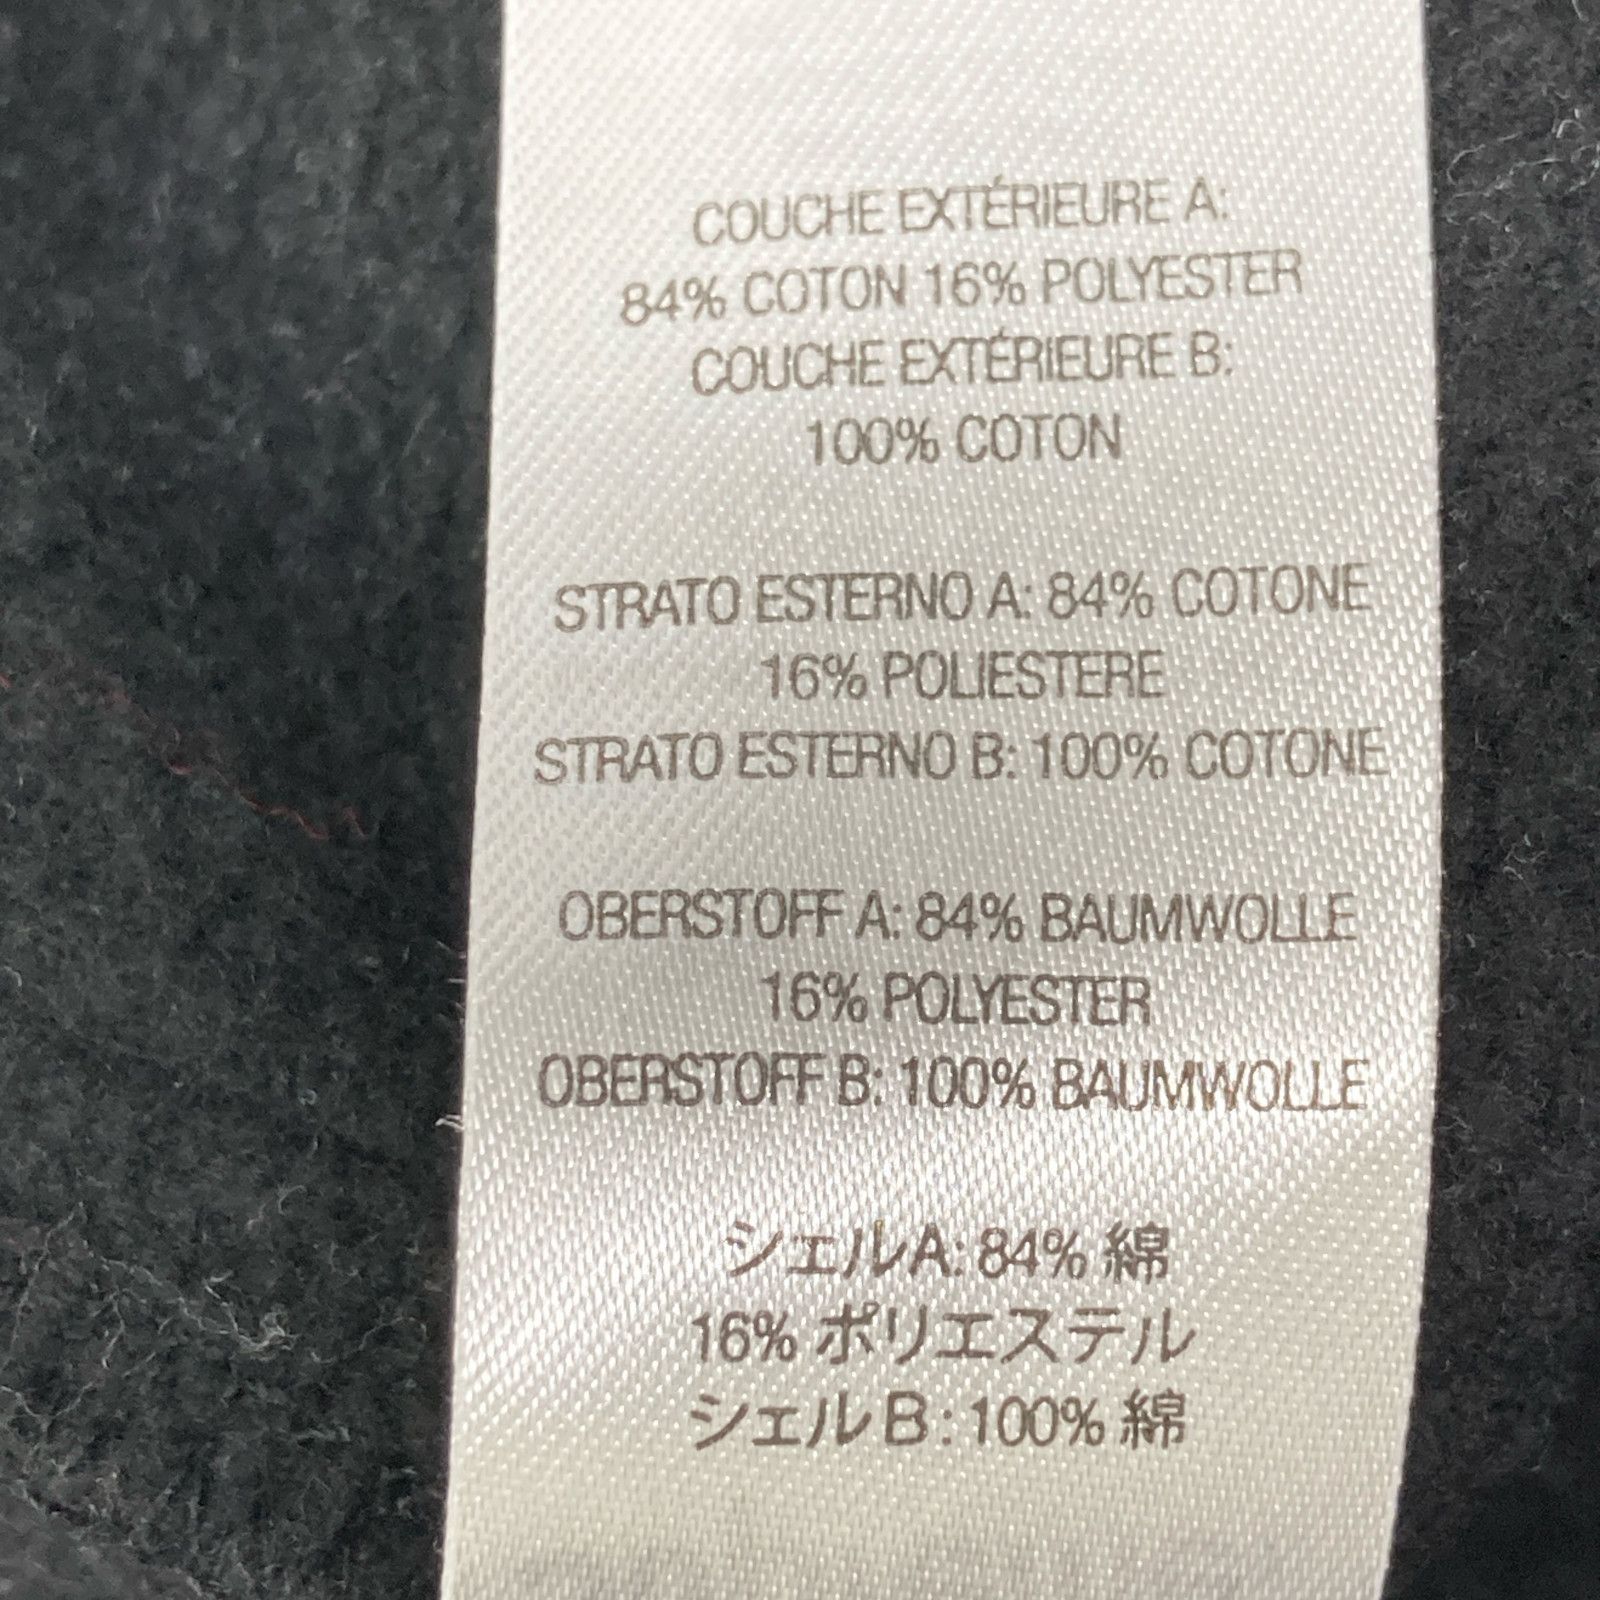 COUCHE EXTÉRIEURE A:
84% COTON 16% POLYESTER
COUCHE EXTÉRIEURE B:
100% COTON
STRATO ESTERNO A: 84% COTONE
16% POLIESTERE
STRATO ESTERNO B: 100% COTONE
OBERSTOFF A: 84% BAUMWOLLE
16% POLYESTER
OBERSTOFF B: 100% BAUMWOLLE
シェルA: 84% 綿
16% ポリエステル
シェルB: 100% 綿